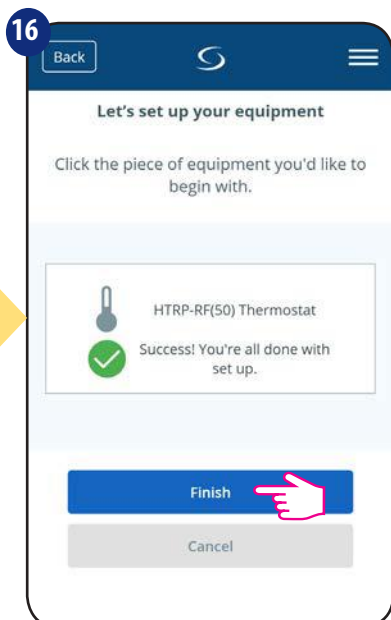 16
Back
Let's set up your equipment
Click the piece of equipment you'd like to
begin with.
HTRP-RF(50) Thermostat
Success! You're all done with
set up.
Finish
Cancel